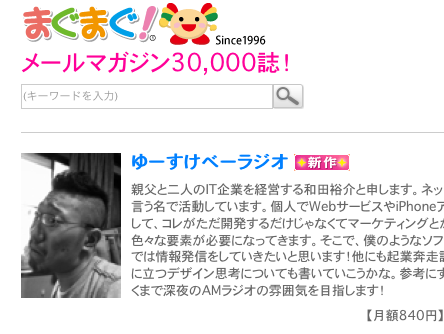 まぐまぐ!®
Since1996
メールマガジン30,000誌!
(キーワードを入力)
ゆーすけべーラジオ 新作
親父と二人のIT企業を経営する和田裕介と申します。ネッ
言う名で活動しています。個人でWebサービスやiPhoneア
して、コレがただ開発するだけじゃなくてマーケティングとか
色々な要素が必要になってきます。そこで、僕のようなソフ
では情報発信をしていきたいと思います!他にも起業奔走記
に立つデザイン思考についても書いていこうかな。参考にす
くまで深夜のAMラジオの雰囲気を目指します!
【月額840円】